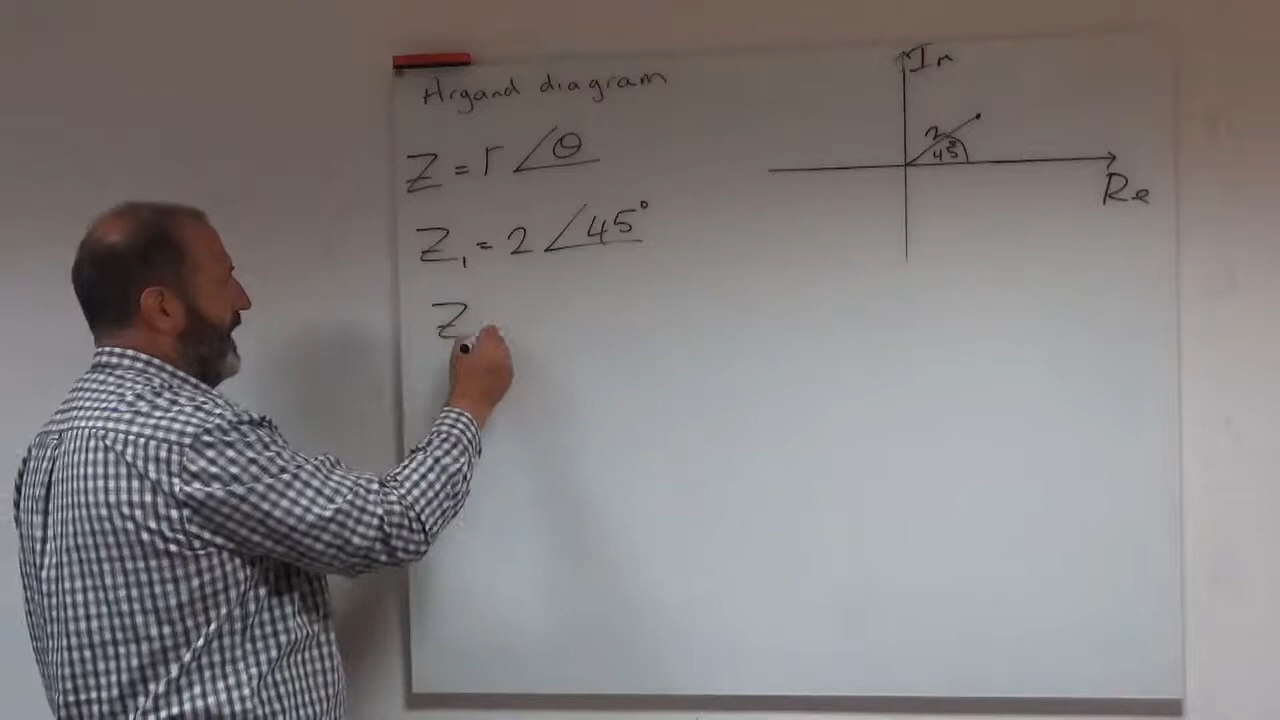 Argand diagram
Z = r ∠θ
Z₁ = 2 ∠45°
Z
Im
2
45°
Re